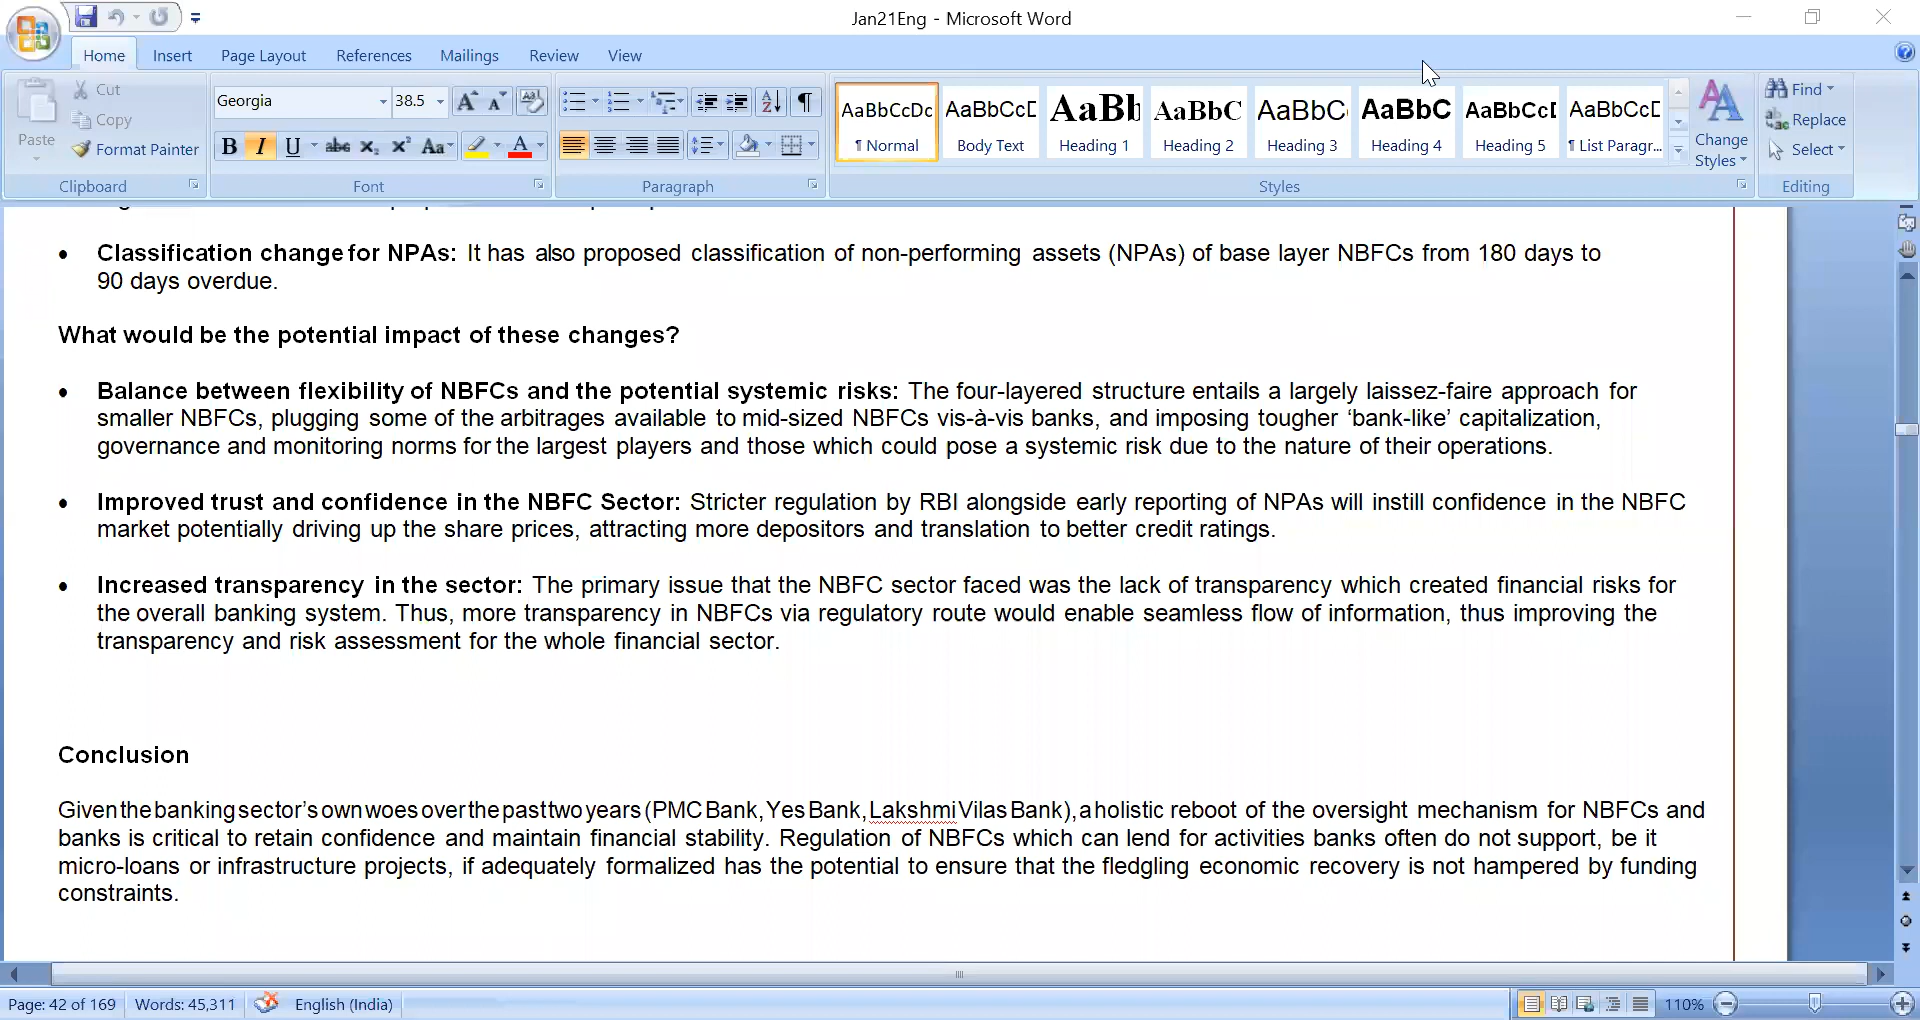 Jan21Eng - Microsoft Word
Home Insert Page Layout References Mailings Review View
Paste
Cut
Copy
Format Painter
Clipboard
Georgia 38.5
B I U abc X₂ X² Aa A
Font
Paragraph
AaBbCcDc AaBbCcD AaBb AaBbC AaBbC AaBbC AaBbCcD AaBbCcD
¶ Normal Body Text Heading 1 Heading 2 Heading 3 Heading 4 Heading 5 ¶ List Paragr...
Change Styles
Styles
Find
Replace
Select
Editing
• Classification change for NPAs: It has also proposed classification of non-performing assets (NPAs) of base layer NBFCs from 180 days to
90 days overdue.
What would be the potential impact of these changes?
• Balance between flexibility of NBFCs and the potential systemic risks: The four-layered structure entails a largely laissez-faire approach for
smaller NBFCs, plugging some of the arbitrages available to mid-sized NBFCs vis-à-vis banks, and imposing tougher ‘bank-like’ capitalization,
governance and monitoring norms for the largest players and those which could pose a systemic risk due to the nature of their operations.
• Improved trust and confidence in the NBFC Sector: Stricter regulation by RBI alongside early reporting of NPAs will instill confidence in the NBFC
market potentially driving up the share prices, attracting more depositors and translation to better credit ratings.
• Increased transparency in the sector: The primary issue that the NBFC sector faced was the lack of transparency which created financial risks for
the overall banking system. Thus, more transparency in NBFCs via regulatory route would enable seamless flow of information, thus improving the
transparency and risk assessment for the whole financial sector.
Conclusion
Given the banking sector’s own woes over the past two years (PMC Bank, Yes Bank, Lakshmi Vilas Bank), a holistic reboot of the oversight mechanism for NBFCs and
banks is critical to retain confidence and maintain financial stability. Regulation of NBFCs which can lend for activities banks often do not support, be it
micro-loans or infrastructure projects, if adequately formalized has the potential to ensure that the fledgling economic recovery is not hampered by funding
constraints.
Page: 42 of 169 Words: 45,311 English (India) 110%